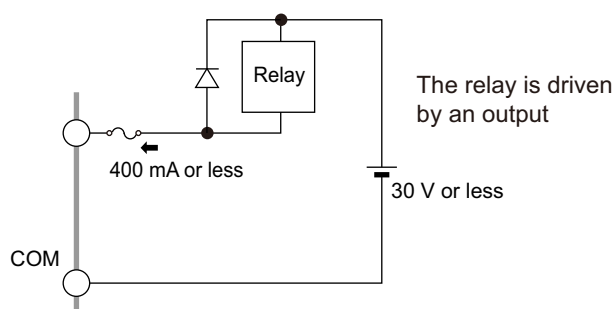 Relay
The relay is driven
by an output
400 mA or less
30 V or less
COM